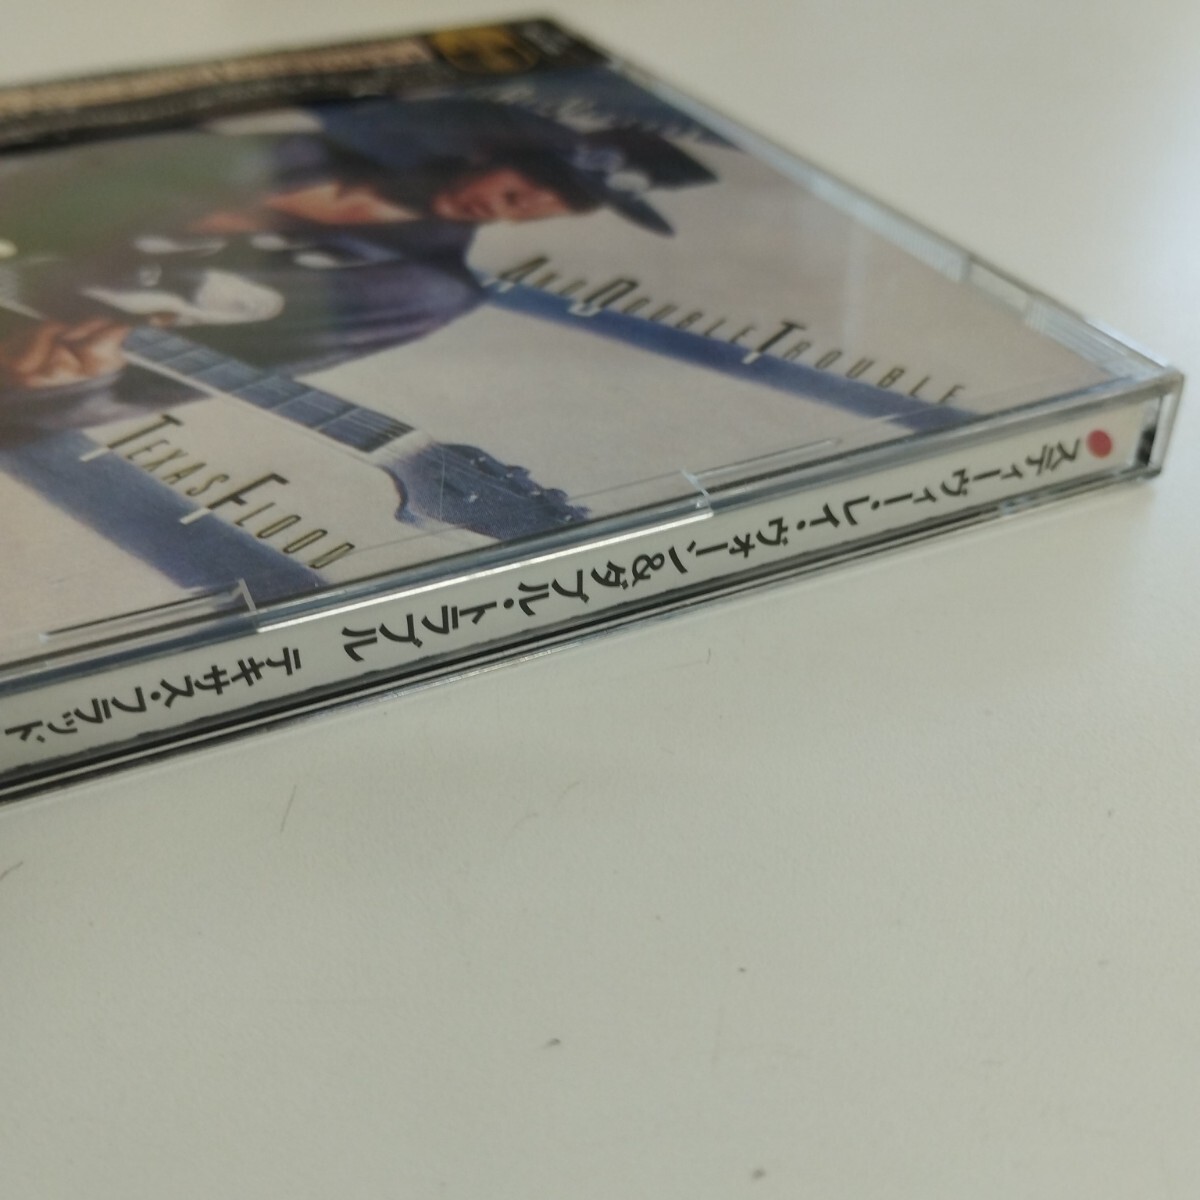 AND DOUBLE TROUBLE
TEXAS FLOOD
スティーヴィー・レイ・ヴォーン&ダブル・トラブル テキサス・フラッド